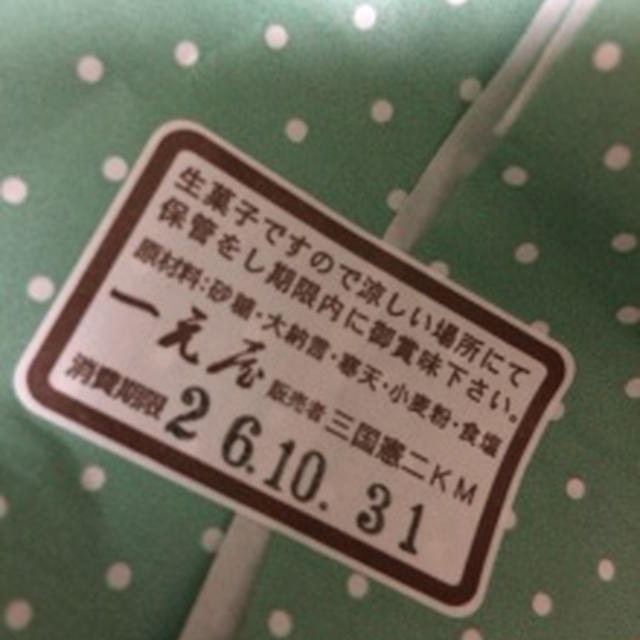 生菓子ですので涼しい場所にて
保管をし期限内に御賞味下さい。
原材料:砂糖・大納言・寒天・小麦粉・食塩
一元屋 販売者 三国憲二KM
消費期限 26.10.31